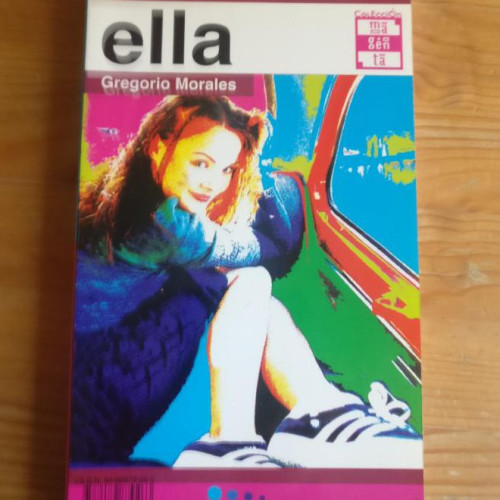 ella
Gregorio Morales
Colección
ma
gen
ta